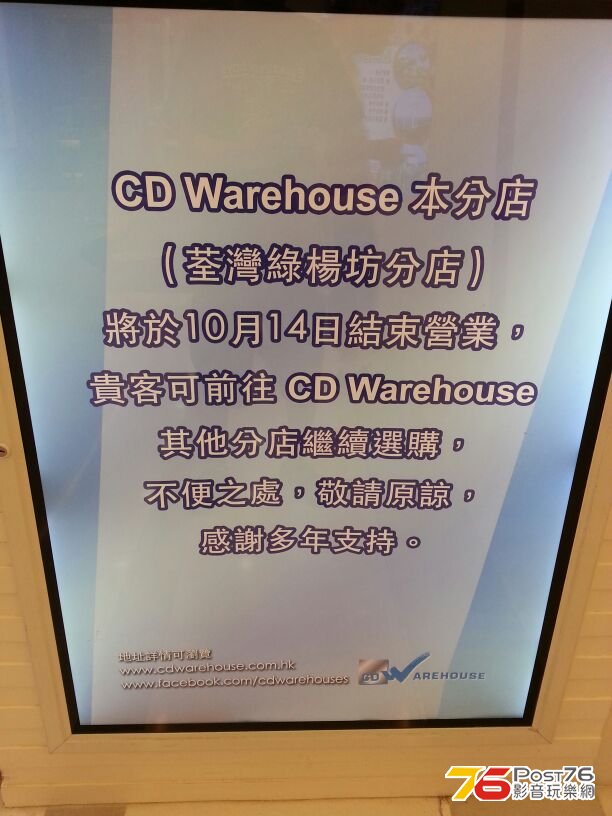 CD Warehouse 本分店
(荃灣綠楊坊分店)
將於10月14日結束營業，
貴客可前往 CD Warehouse
其他分店繼續選購，
不便之處，敬請原諒，
感謝多年支持。
地址詳情可瀏覽
www.cdwarehouse.com.hk
www.facebook.com/cdwarehouses
CD WAREHOUSE
76 POST76
影音玩樂網